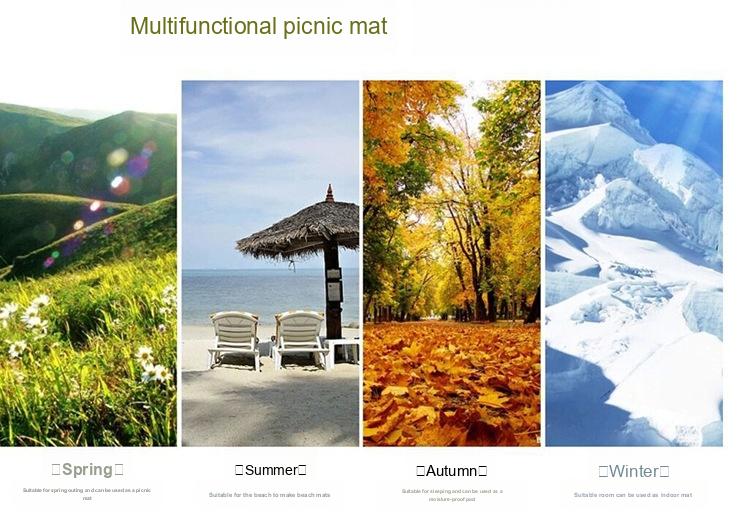 Multifunctional picnic mat
Spring
Summer
Autumn
Winter
Suitable for spring outing and can be used as a picnic
mat
Suitable for the beach to make beach mats
Suitable for sleeping and can be used as a
moisture-proof pad
Suitable room can be used as indoor mat